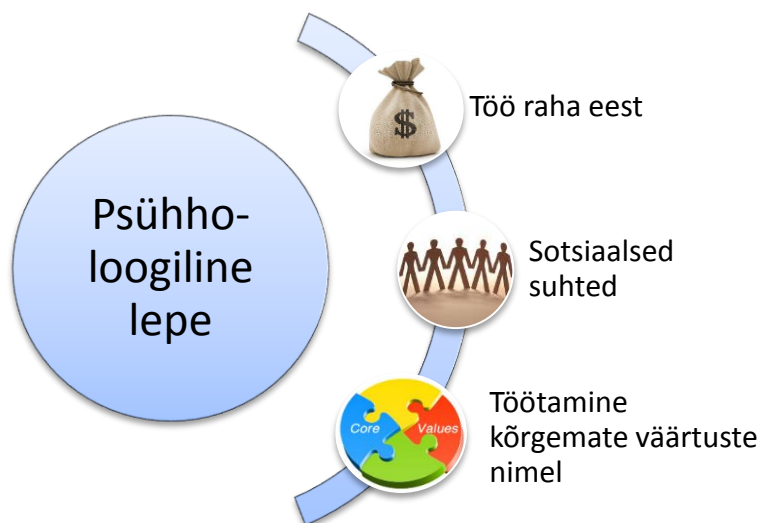 Psühho-
loogiline
lepe
$
Töö raha eest
Sotsiaalsed
suhted
Core
Values
Töötamine
kõrgemate väärtuste
nimel